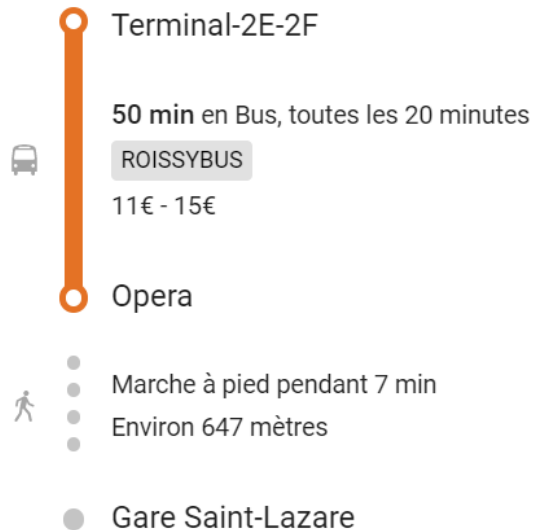 Terminal-2E-2F
50 min en Bus, toutes les 20 minutes
ROISSYBUS
11€ - 15€
Opera
Marche à pied pendant 7 min
Environ 647 mètres
Gare Saint-Lazare